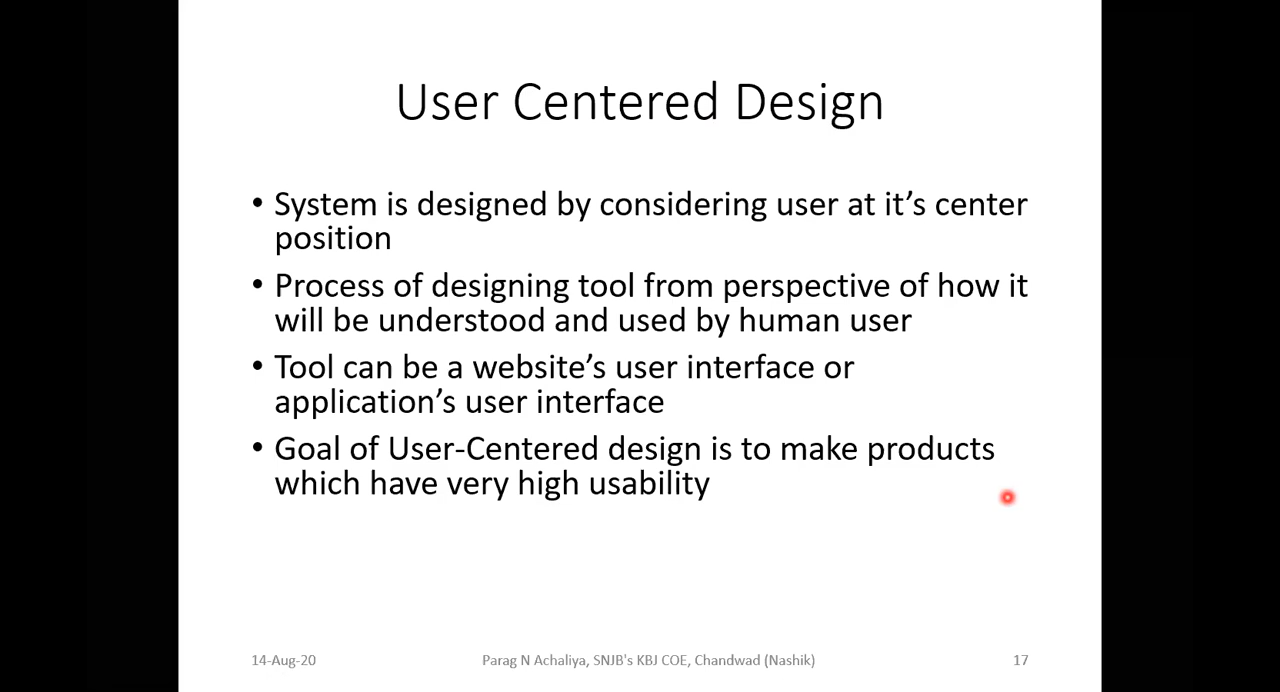 User Centered Design
• System is designed by considering user at it’s center
position
• Process of designing tool from perspective of how it
will be understood and used by human user
• Tool can be a website’s user interface or
application’s user interface
• Goal of User-Centered design is to make products
which have very high usability
14-Aug-20 Parag N Achaliya, SNJB's KBJ COE, Chandwad (Nashik) 17